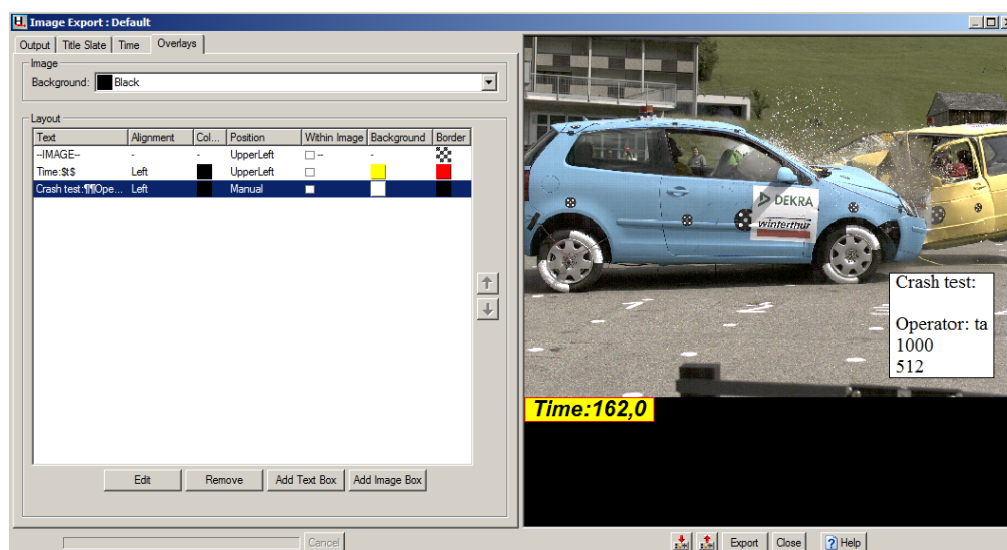 Image Export : Default
Output Title Slate Time Overlays
Image
Background: Black
Layout
Text Alignment Col... Position Within Image Background Border
--IMAGE-- - - UpperLeft -- -
Time:$t$ Left UpperLeft
Crash test:¶¶Ope... Left Manual
Edit Remove Add Text Box Add Image Box
Cancel
DEKRA
winterthur
Crash test:
Operator: ta
1000
512
Time:162,0
Export Close ? Help